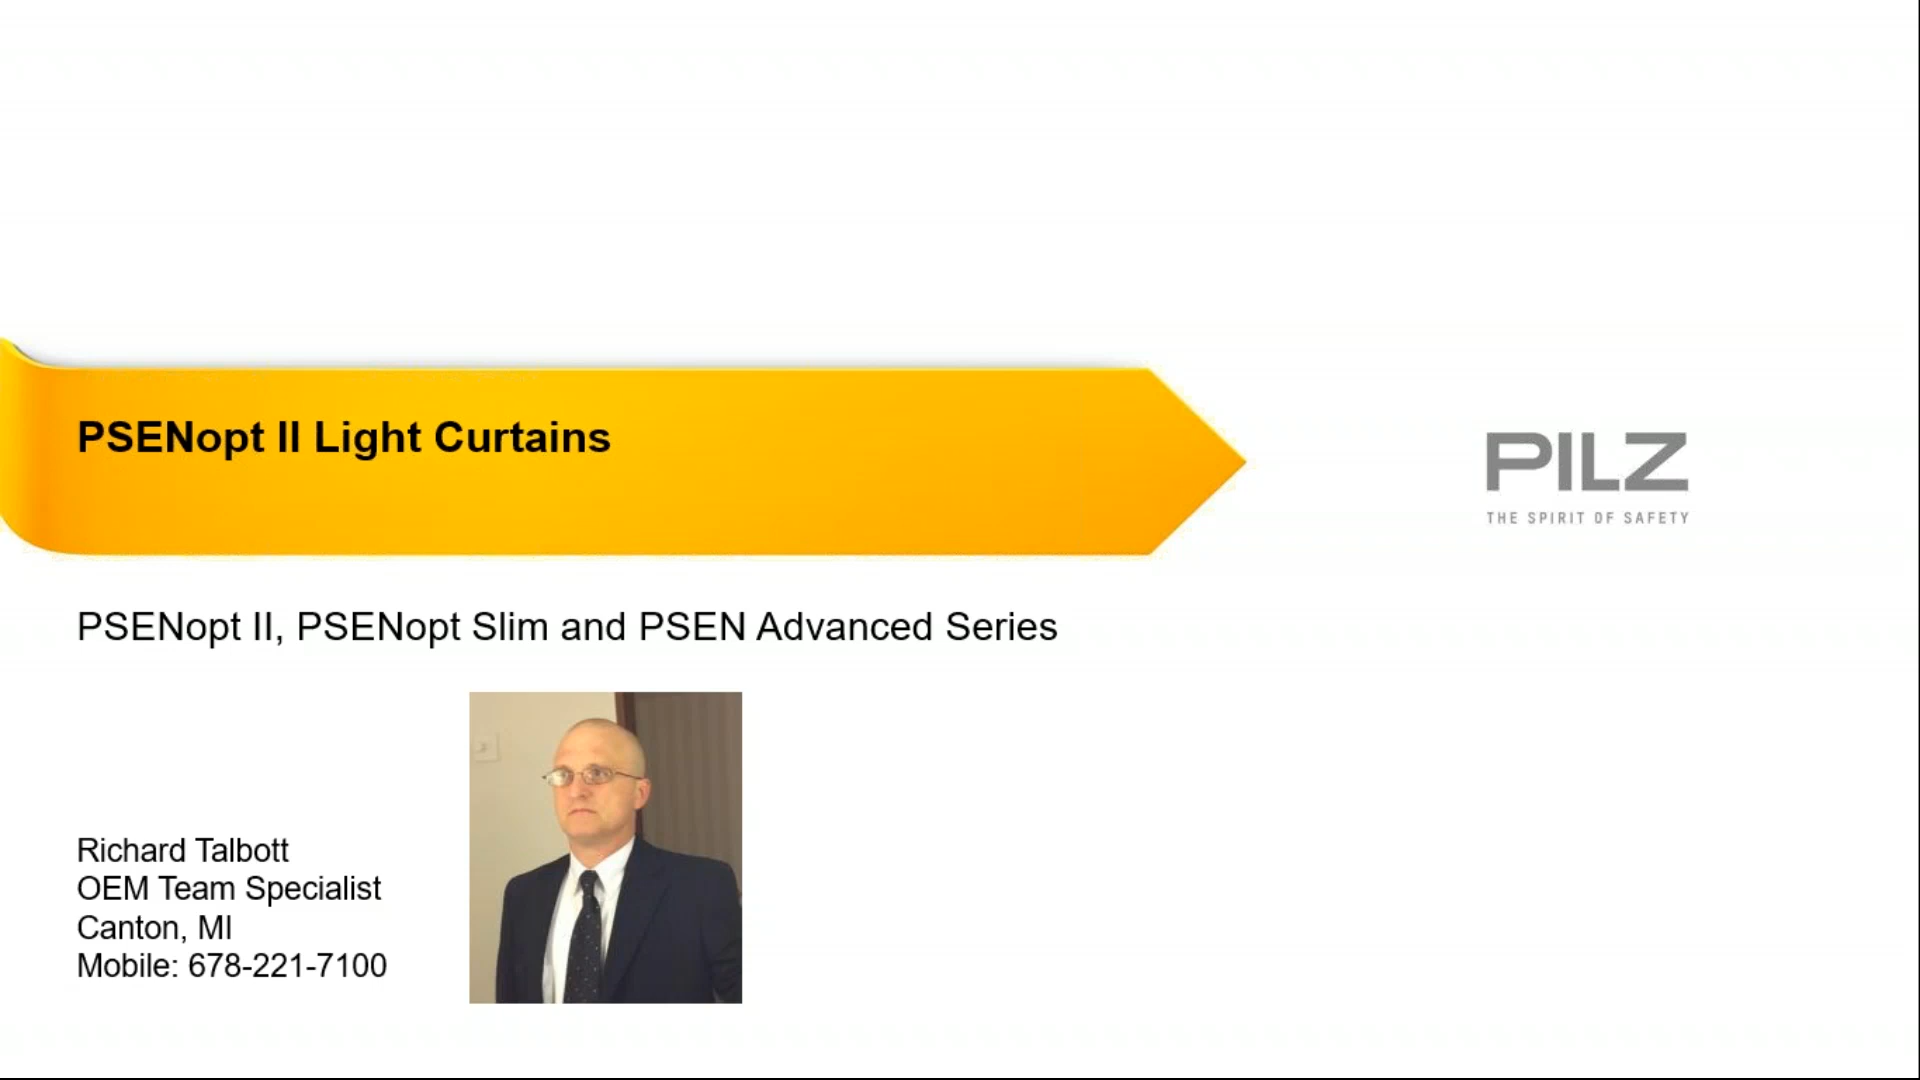 PSENopt II Light Curtains
PILZ
THE SPIRIT OF SAFETY
PSENopt II, PSENopt Slim and PSEN Advanced Series
Richard Talbott
OEM Team Specialist
Canton, MI
Mobile: 678-221-7100